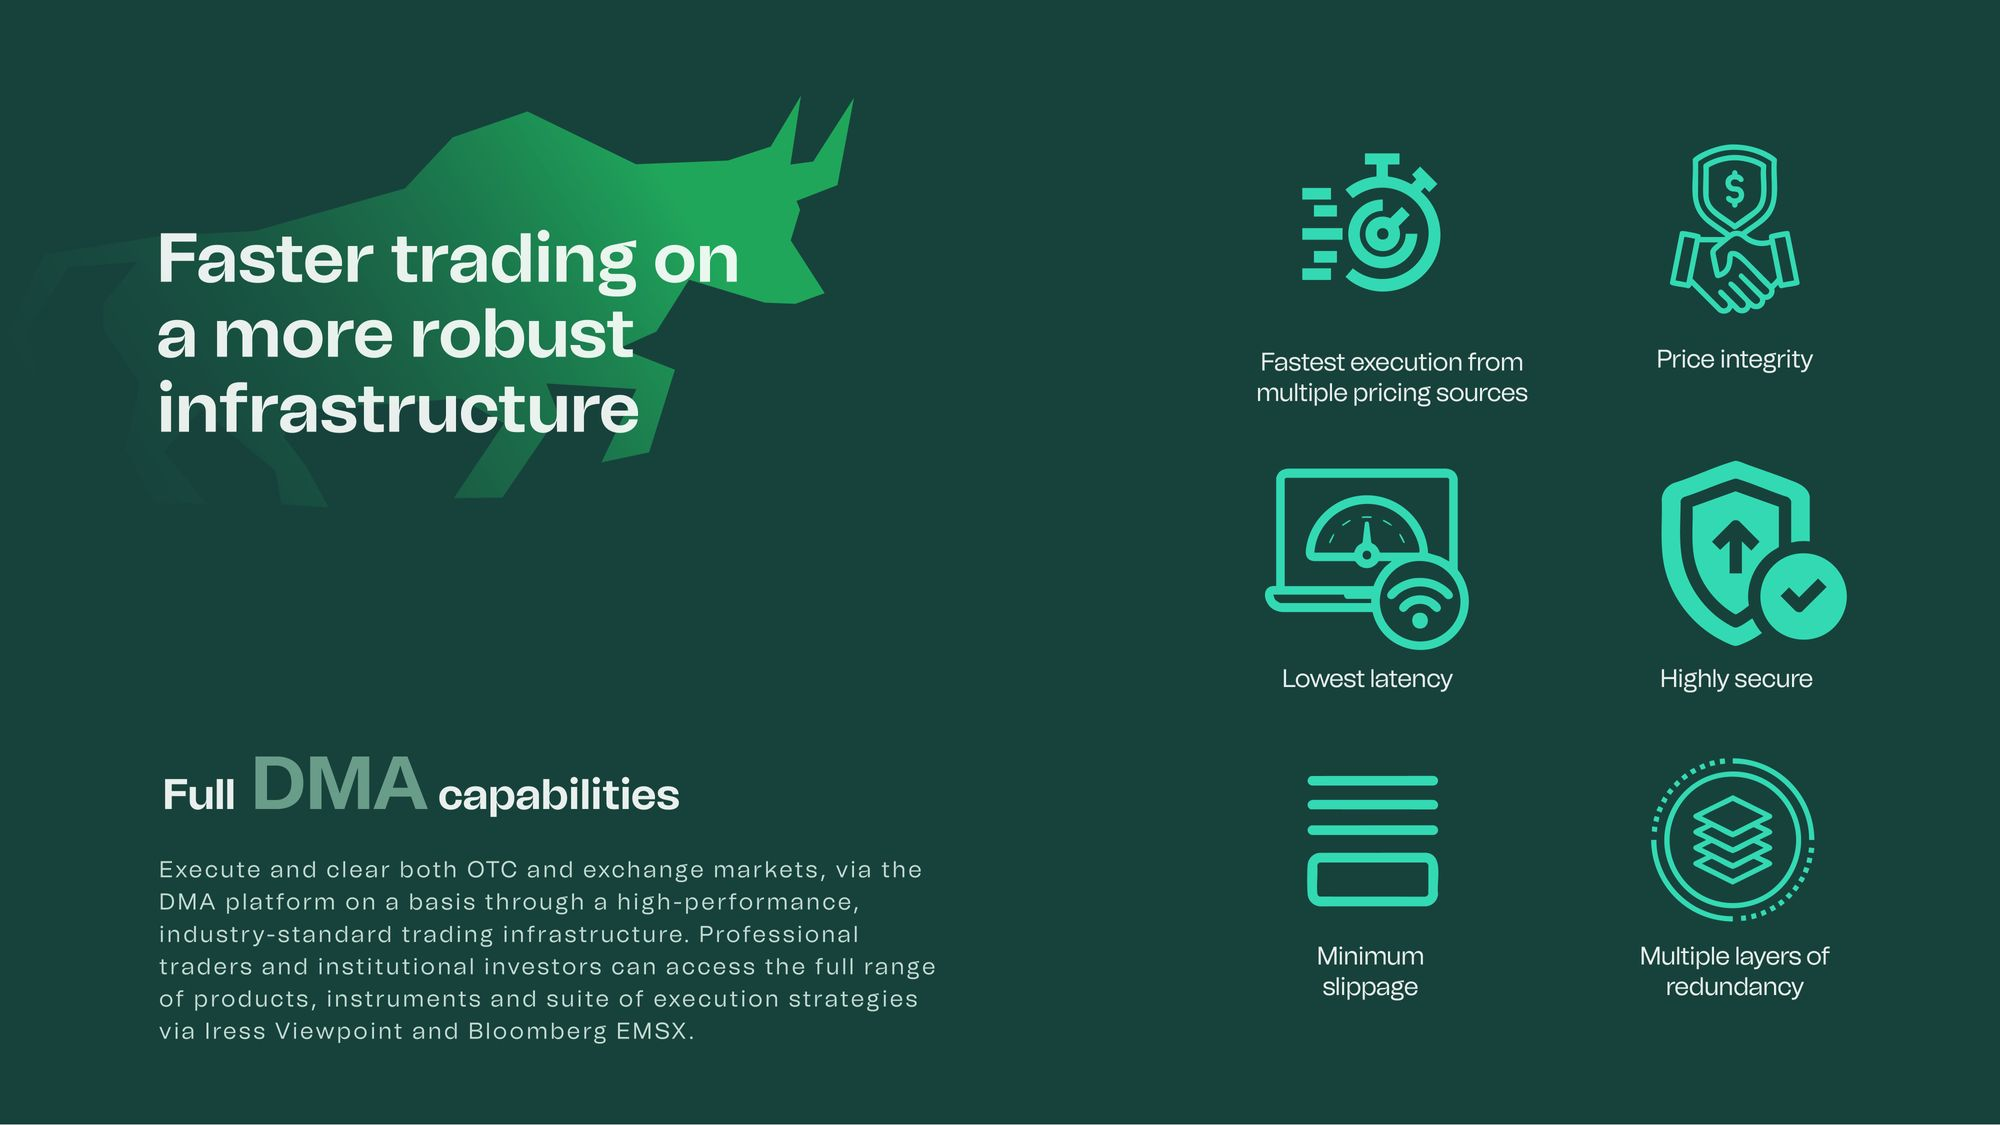 Faster trading on
a more robust
infrastructure
Full DMA capabilities
Execute and clear both OTC and exchange markets, via the
DMA platform on a basis through a high-performance,
industry-standard trading infrastructure. Professional
traders and institutional investors can access the full range
of products, instruments and suite of execution strategies
via Iress Viewpoint and Bloomberg EMSX.
$
Fastest execution from
multiple pricing sources
Price integrity
Lowest latency
Highly secure
Minimum
slippage
Multiple layers of
redundancy